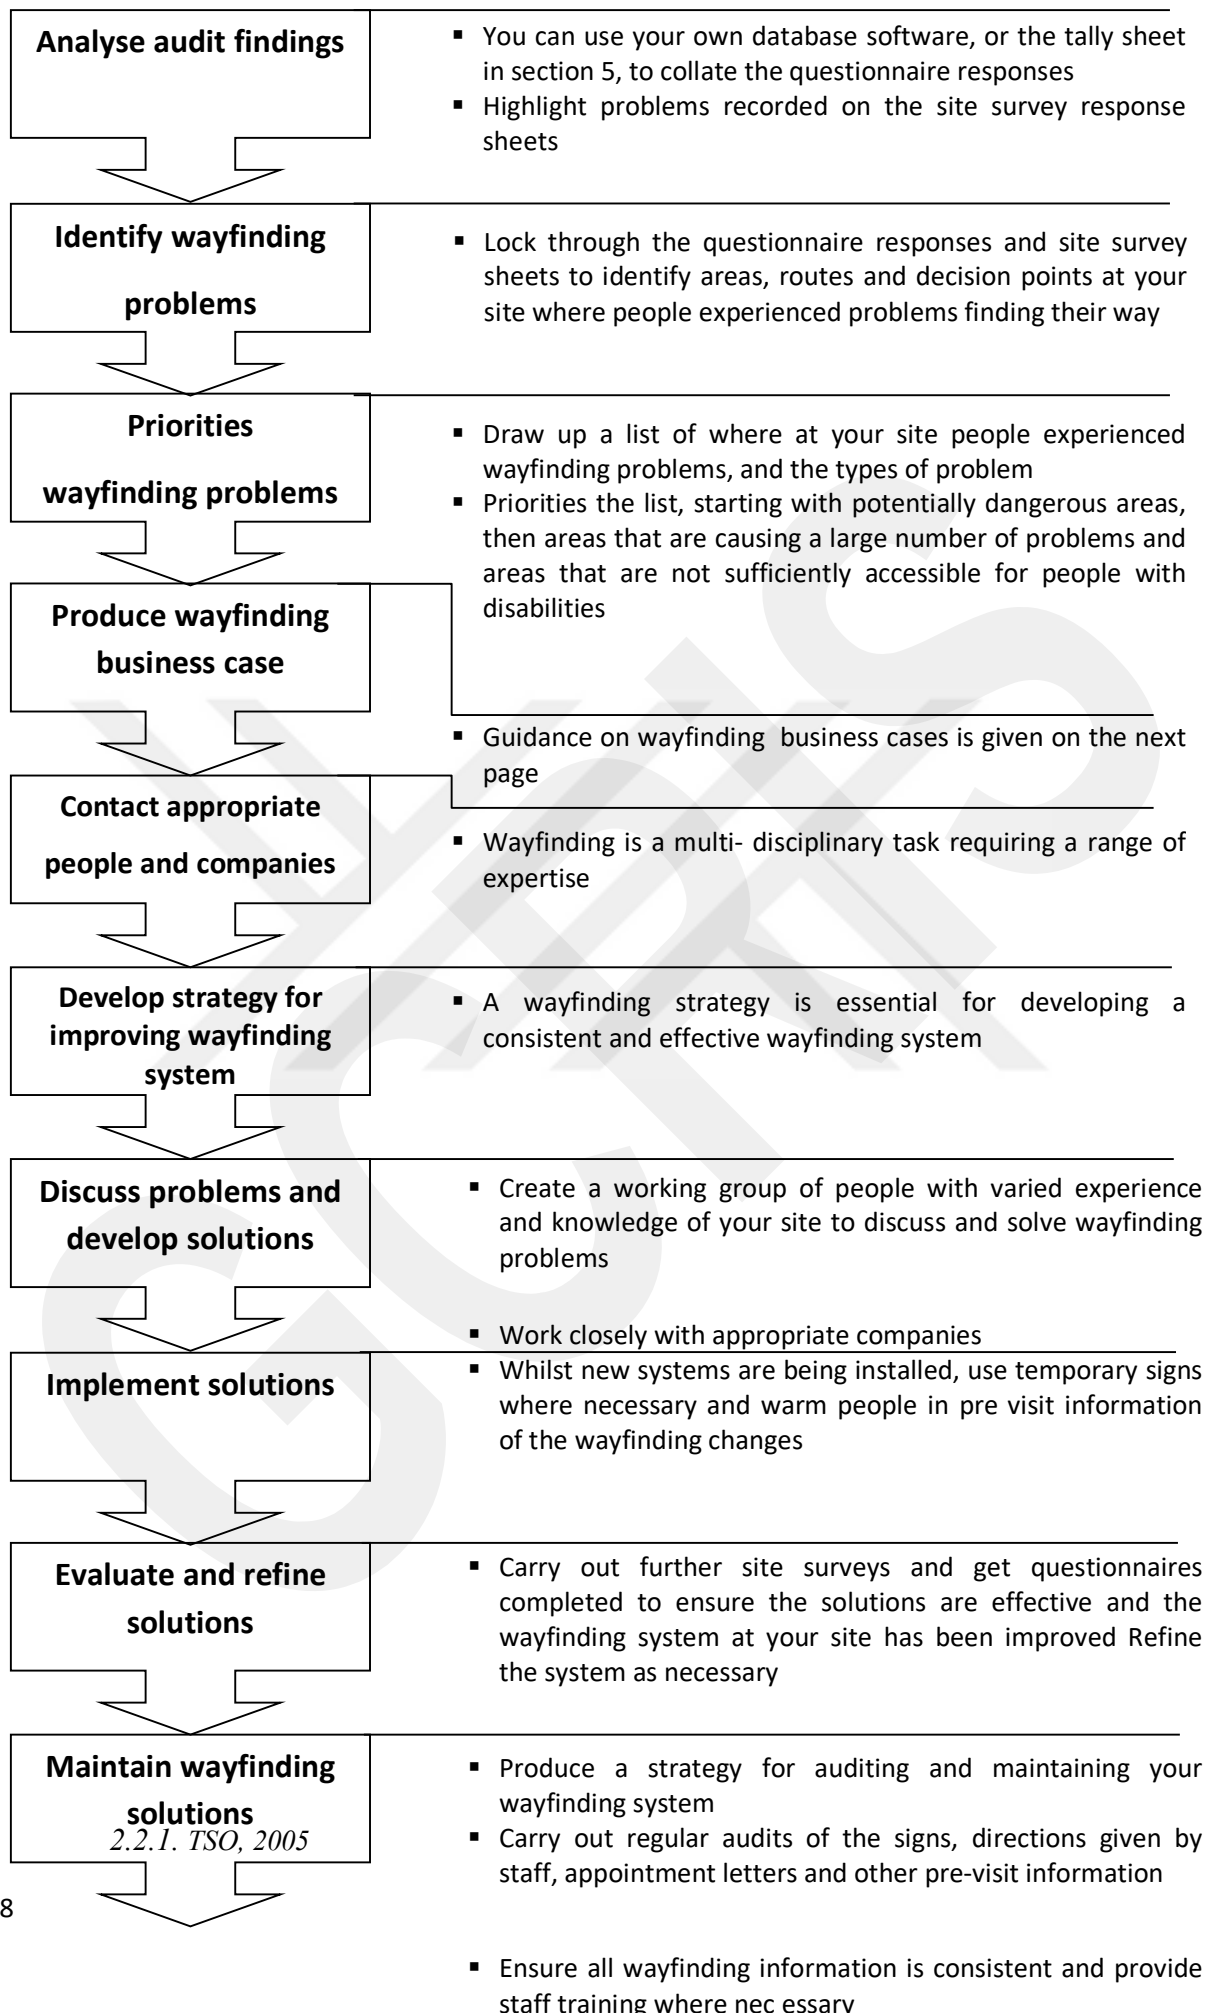 Analyse audit findings
▪ You can use your own database software, or the tally sheet
in section 5, to collate the questionnaire responses
▪ Highlight problems recorded on the site survey response
sheets
Identify wayfinding
problems
▪ Lock through the questionnaire responses and site survey
sheets to identify areas, routes and decision points at your
site where people experienced problems finding their way
Priorities
wayfinding problems
▪ Draw up a list of where at your site people experienced
wayfinding problems, and the types of problem
▪ Priorities the list, starting with potentially dangerous areas,
then areas that are causing a large number of problems and
areas that are not sufficiently accessible for people with
disabilities
Produce wayfinding
business case
▪ Guidance on wayfinding business cases is given on the next
page
Contact appropriate
people and companies
▪ Wayfinding is a multi- disciplinary task requiring a range of
expertise
Develop strategy for
improving wayfinding
system
▪ A wayfinding strategy is essential for developing a
consistent and effective wayfinding system
Discuss problems and
develop solutions
▪ Create a working group of people with varied experience
and knowledge of your site to discuss and solve wayfinding
problems
▪ Work closely with appropriate companies
Implement solutions
▪ Whilst new systems are being installed, use temporary signs
where necessary and warm people in pre visit information
of the wayfinding changes
Evaluate and refine
solutions
▪ Carry out further site surveys and get questionnaires
completed to ensure the solutions are effective and the
wayfinding system at your site has been improved Refine
the system as necessary
Maintain wayfinding
solutions
2.2.1. TSO, 2005
▪ Produce a strategy for auditing and maintaining your
wayfinding system
▪ Carry out regular audits of the signs, directions given by
staff, appointment letters and other pre-visit information
8
▪ Ensure all wayfinding information is consistent and provide
staff training where nec essary
GCRIS